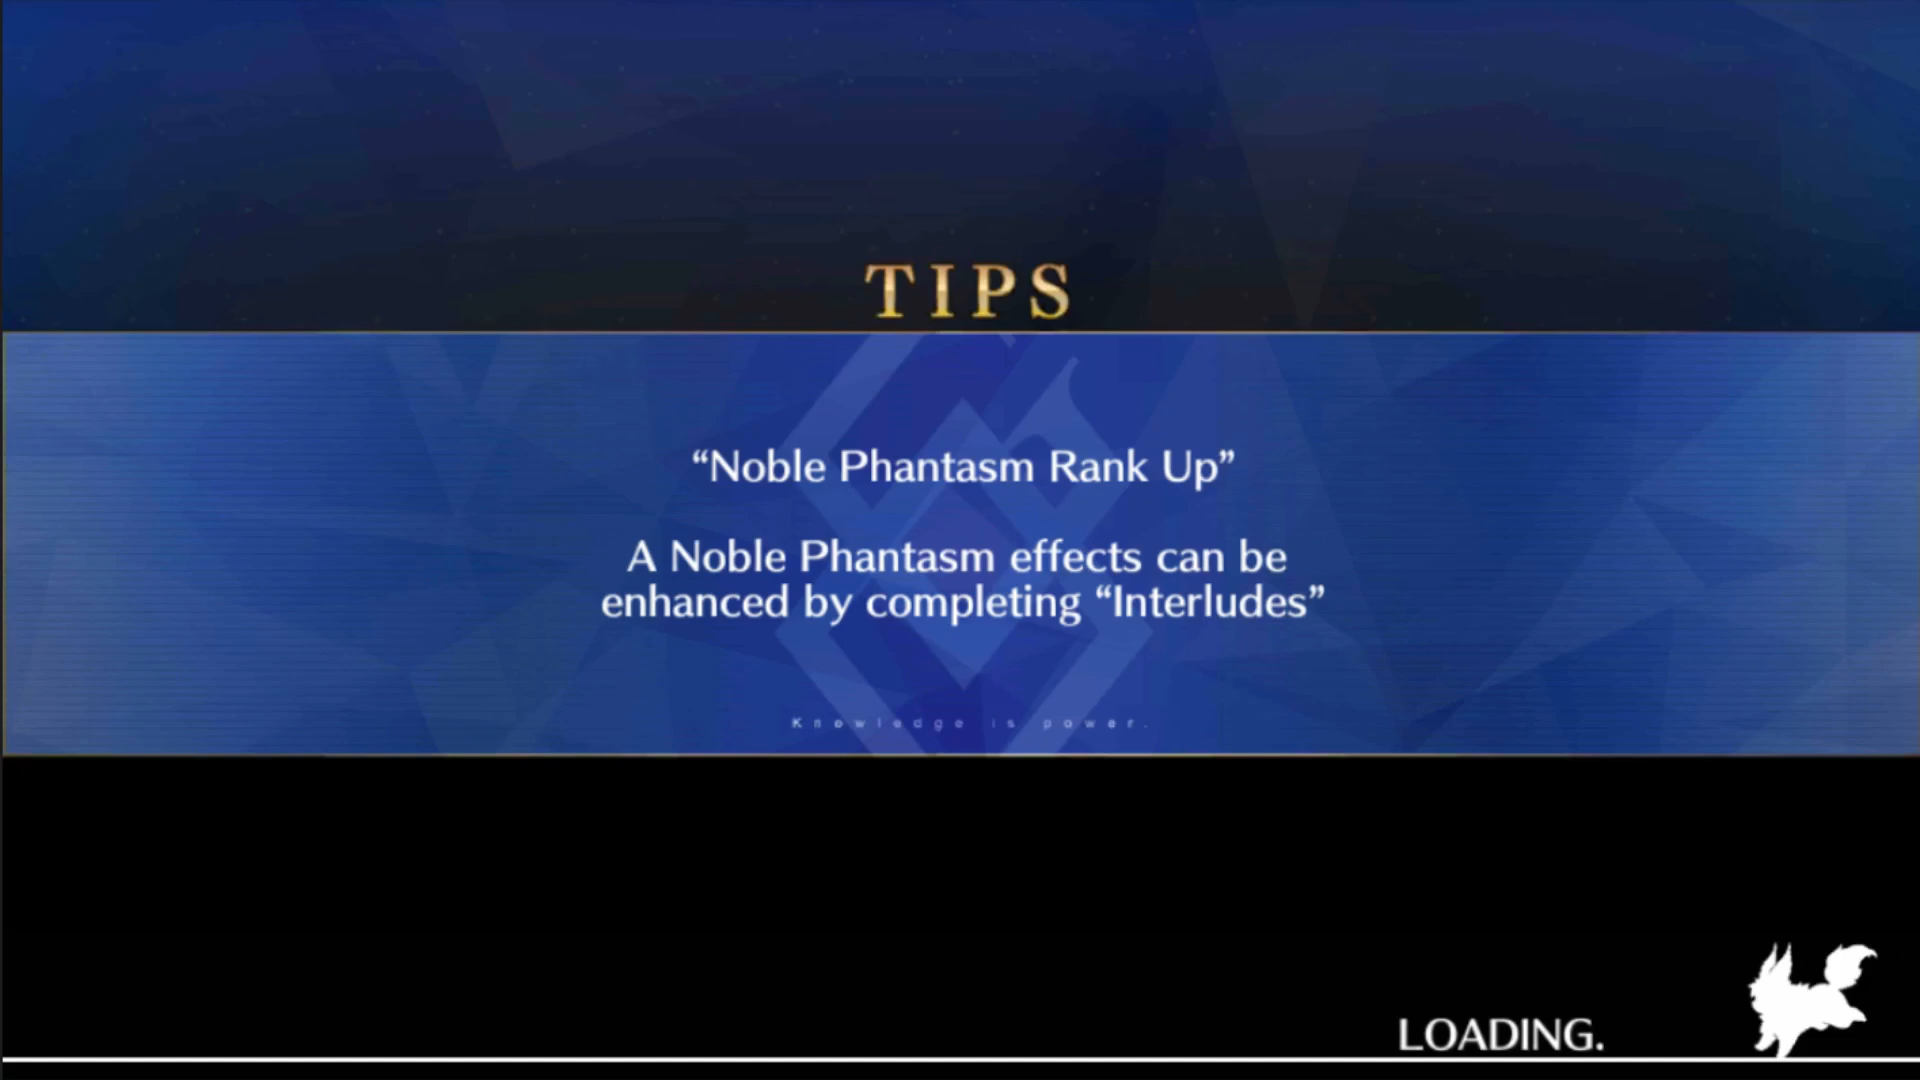 TIPS
“Noble Phantasm Rank Up”
A Noble Phantasm effects can be
enhanced by completing “Interludes”
Knowledge is power.
LOADING.